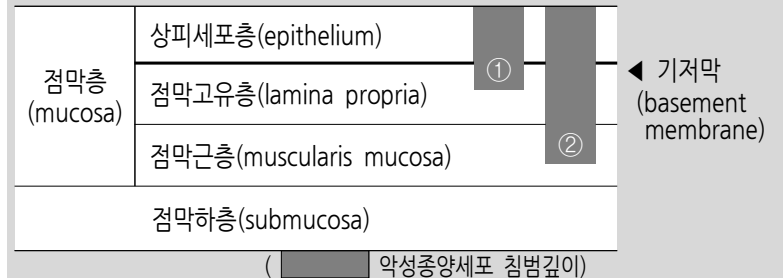 상피세포층(epithelium)
①
점막층
(mucosa)
점막고유층(lamina propria)
◀ 기저막
(basement
membrane)
점막근층(muscularis mucosa)
②
점막하층(submucosa)
( 악성종양세포 침범깊이)